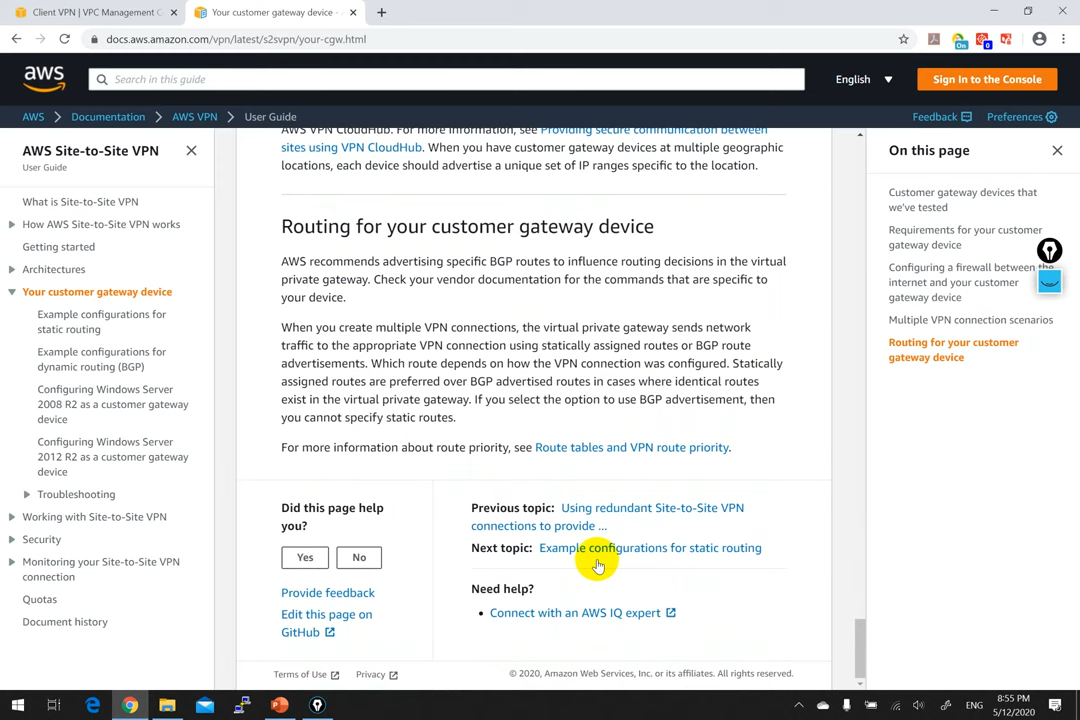 Client VPN | VPC Management C
Your customer gateway device -
docs.aws.amazon.com/vpn/latest/s2svpn/your-cgw.html
On
0
aws
Search in this guide
English
Sign In to the Console
AWS
Documentation
AWS VPN
User Guide
Feedback
Preferences
AWS Site-to-Site VPN
User Guide
What is Site-to-Site VPN
How AWS Site-to-Site VPN works
Getting started
Architectures
Your customer gateway device
Example configurations for
static routing
Example configurations for
dynamic routing (BGP)
Configuring Windows Server
2008 R2 as a customer gateway
device
Configuring Windows Server
2012 R2 as a customer gateway
device
Troubleshooting
Working with Site-to-Site VPN
Security
Monitoring your Site-to-Site VPN
connection
Quotas
Document history
AWS VPN CloudHub. For more information, see Providing secure communication between
sites using VPN CloudHub. When you have customer gateway devices at multiple geographic
locations, each device should advertise a unique set of IP ranges specific to the location.
Routing for your customer gateway device
AWS recommends advertising specific BGP routes to influence routing decisions in the virtual
private gateway. Check your vendor documentation for the commands that are specific to
your device.
When you create multiple VPN connections, the virtual private gateway sends network
traffic to the appropriate VPN connection using statically assigned routes or BGP route
advertisements. Which route depends on how the VPN connection was configured. Statically
assigned routes are preferred over BGP advertised routes in cases where identical routes
exist in the virtual private gateway. If you select the option to use BGP advertisement, then
you cannot specify static routes.
For more information about route priority, see Route tables and VPN route priority.
Did this page help
you?
Yes
No
Provide feedback
Edit this page on
GitHub
Previous topic: Using redundant Site-to-Site VPN
connections to provide ...
Next topic: Example configurations for static routing
Need help?
• Connect with an AWS IQ expert
Terms of Use
Privacy
© 2020, Amazon Web Services, Inc. or its affiliates. All rights reserved.
On this page
Customer gateway devices that
we've tested
Requirements for your customer
gateway device
Configuring a firewall between the
internet and your customer
gateway device
Multiple VPN connection scenarios
Routing for your customer
gateway device
ENG
8:55 PM
5/12/2020